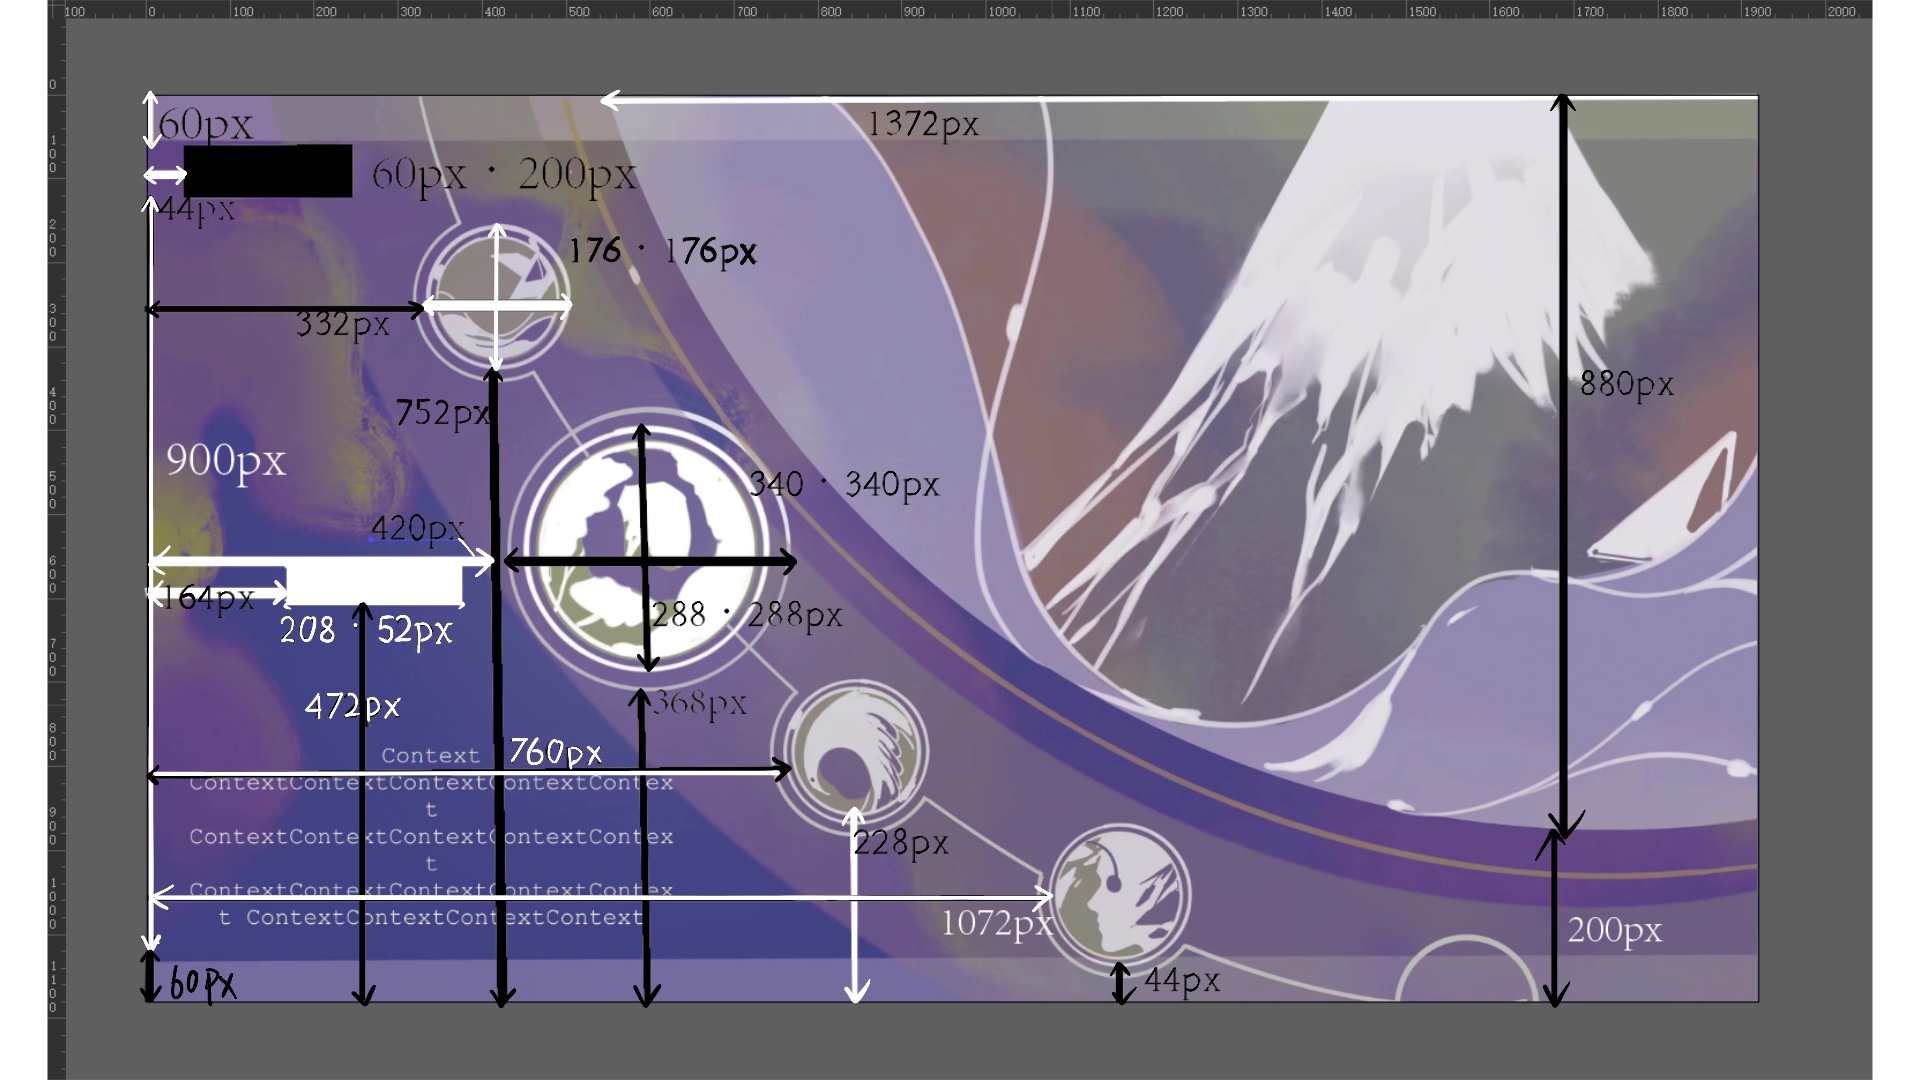 100 0 100 200 300 400 500 600 700 800 900 1000 1100 1200 1300 1400 1500 1600 1700 1800 1900 2000
0
100
200
300
400
500
600
700
800
900
1000
1100
60px
1372px
60px · 200px
44px
176 · 176px
332px
880px
752px
900px
340 · 340px
420px
164px
288 · 288px
208 · 52px
472px
368px
Context
760px
ContextContextContextContextContex
t
ContextContextContextContextContex
t
228px
ContextContextContextContextContex
t ContextContextContextContext
1072px
200px
60px
44px